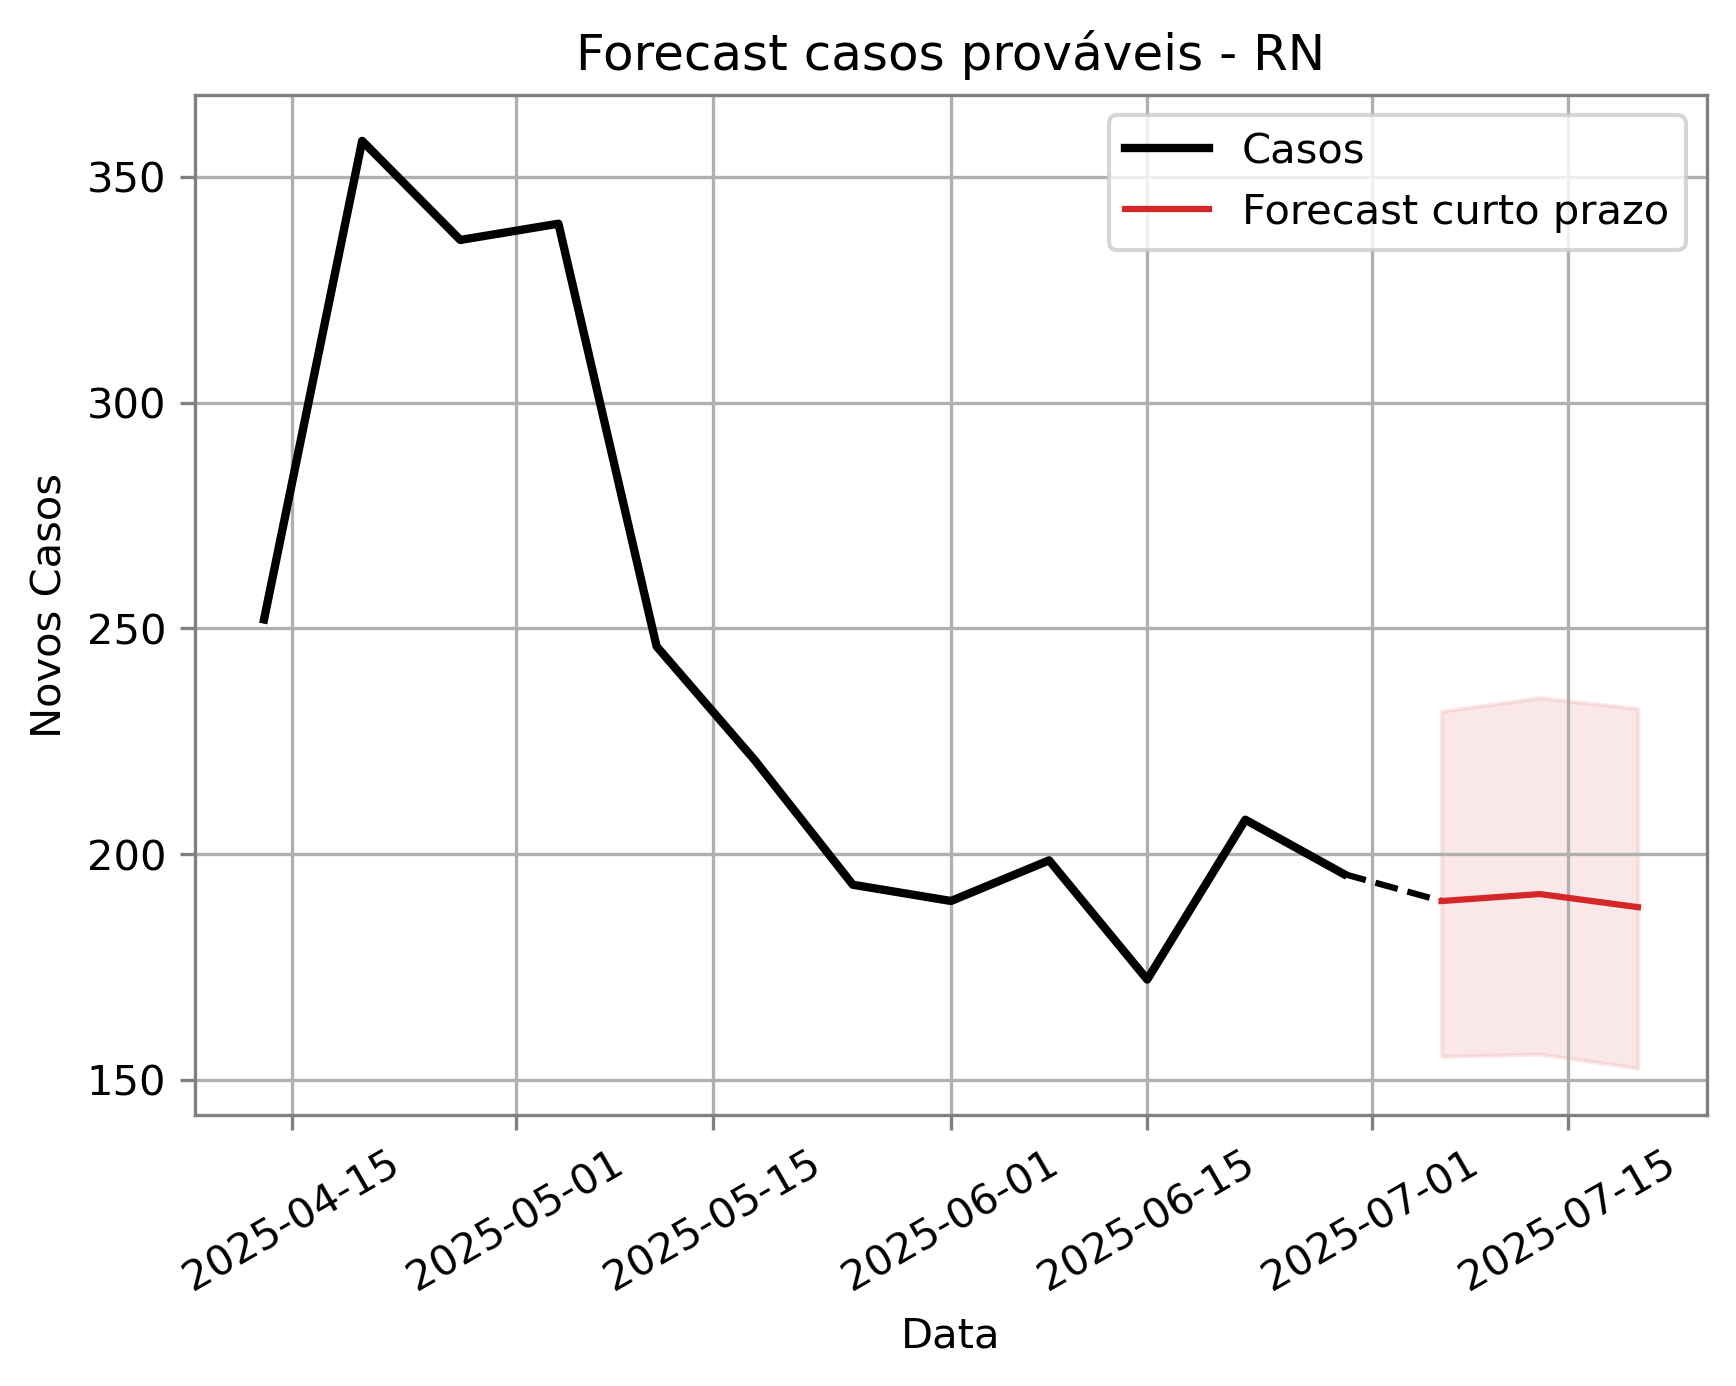 Forecast casos prováveis - RN
Casos
Forecast curto prazo
Novos Casos
350
300
250
200
150
2025-04-15
2025-05-01
2025-05-15
2025-06-01
2025-06-15
2025-07-01
2025-07-15
Data